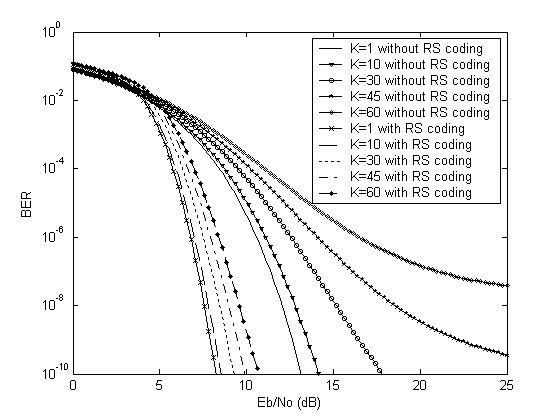 10^0
10^-2
10^-4
10^-6
10^-8
10^-10
BER
0
5
10
15
20
25
Eb/No (dB)
K=1 without RS coding
K=10 without RS coding
K=30 without RS coding
K=45 without RS coding
K=60 without RS coding
K=1 with RS coding
K=10 with RS coding
K=30 with RS coding
K=45 with RS coding
K=60 with RS coding